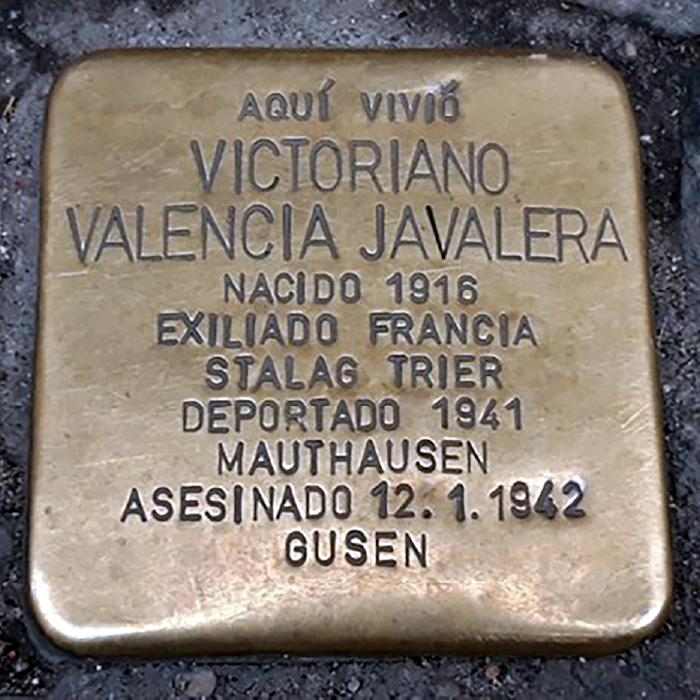 AQUÍ VIVIÓ
VICTORIANO
VALENCIA JAVALERA
NACIDO 1916
EXILIADO FRANCIA
STALAG TRIER
DEPORTADO 1941
MAUTHAUSEN
ASESINADO 12.1.1942
GUSEN